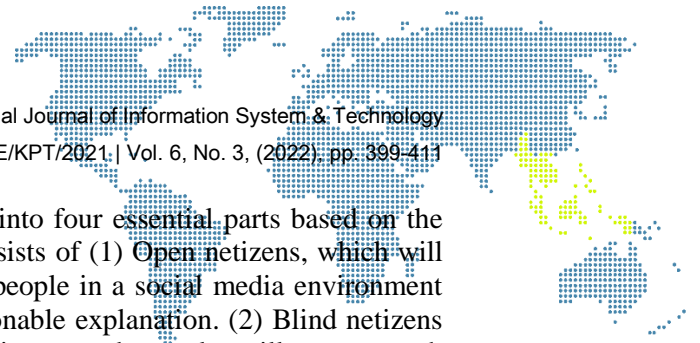 al Journal of Information System & Technology
E/KPT/2021 | Vol. 6, No. 3, (2022), pp. 399-411
into four essential parts based on the
sists of (1) Open netizens, which will
people in a social media environment
onable explanation. (2) Blind netizens